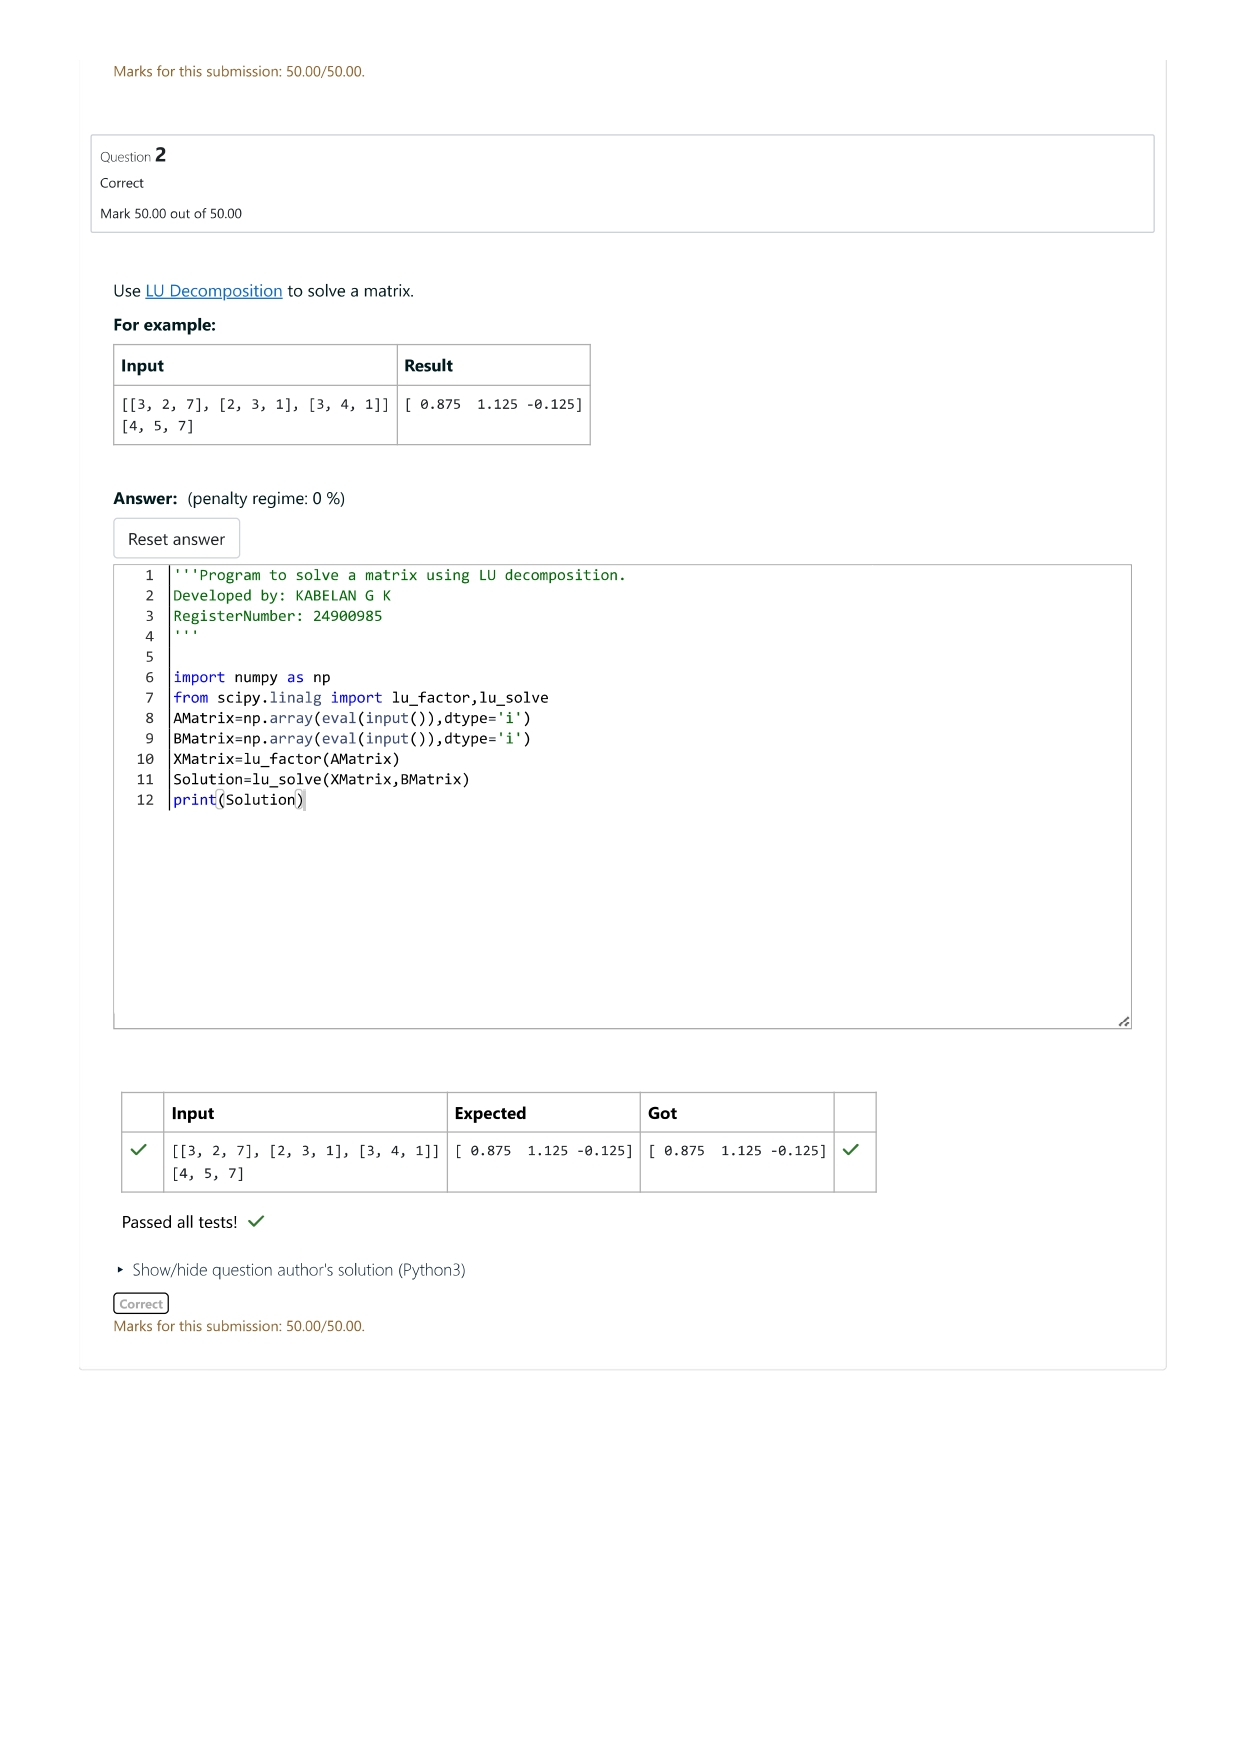 Marks for this submission: 50.00/50.00.
Question 2
Correct
Mark 50.00 out of 50.00
Use LU Decomposition to solve a matrix.
For example:
Input Result
[[3, 2, 7], [2, 3, 1], [3, 4, 1]] [ 0.875  1.125 -0.125]
[4, 5, 7]
Answer: (penalty regime: 0 %)
Reset answer
1 '''Program to solve a matrix using LU decomposition.
2 Developed by: KABELAN G K
3 RegisterNumber: 24900985
4 '''
5
6 import numpy as np
7 from scipy.linalg import lu_factor,lu_solve
8 AMatrix=np.array(eval(input()),dtype='i')
9 BMatrix=np.array(eval(input()),dtype='i')
10 XMatrix=lu_factor(AMatrix)
11 Solution=lu_solve(XMatrix,BMatrix)
12 print(Solution)
Input Expected Got
[[3, 2, 7], [2, 3, 1], [3, 4, 1]] [ 0.875  1.125 -0.125] [ 0.875  1.125 -0.125]
[4, 5, 7]
Passed all tests!
Show/hide question author's solution (Python3)
Correct
Marks for this submission: 50.00/50.00.